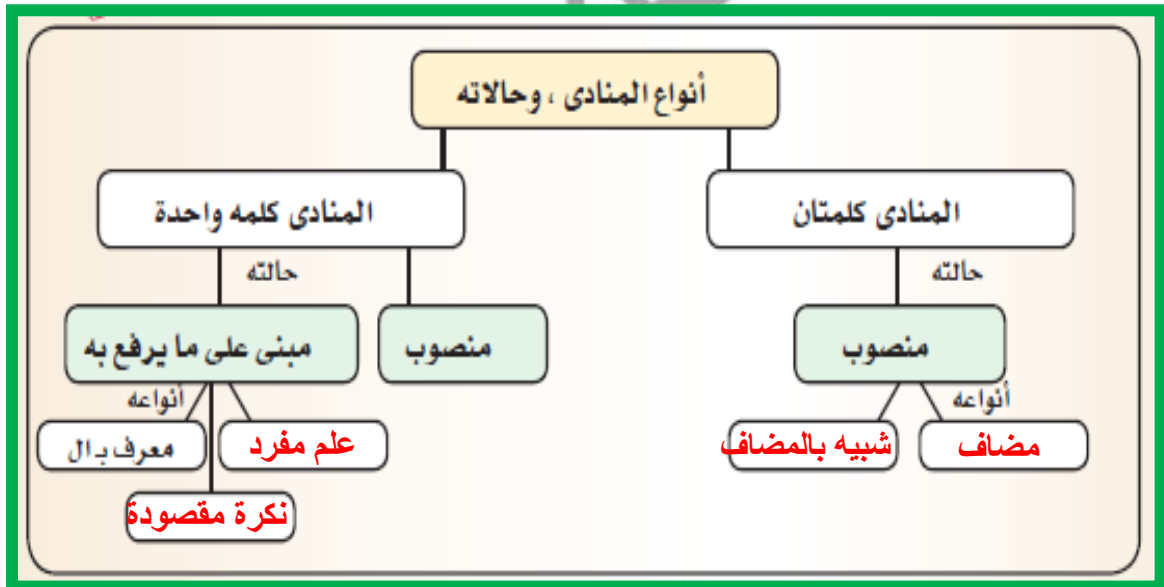 أنواع المنادى ، وحالاته
المنادى كلمتان
المنادى كلمه واحدة
حالته
حالته
منصوب
منصوب
مبنى على ما يرفع به
أنواعه
أنواعه
مضاف
شبيه بالمضاف
علم مفرد
معرف بـ ال
نكرة مقصودة